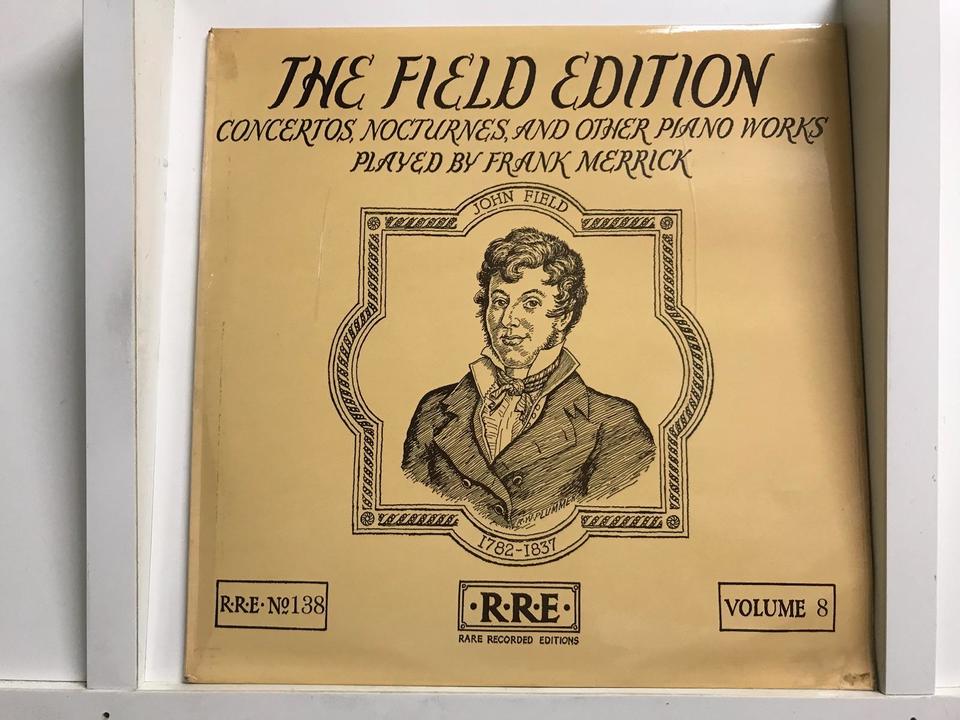 THE FIELD EDITION
CONCERTOS, NOCTURNES, AND OTHER PIANO WORKS
PLAYED BY FRANK MERRICK
JOHN FIELD
R.W. PLUMMER
1782-1837
R·R·E· No138
·R·R·E·
RARE RECORDED EDITIONS
VOLUME 8